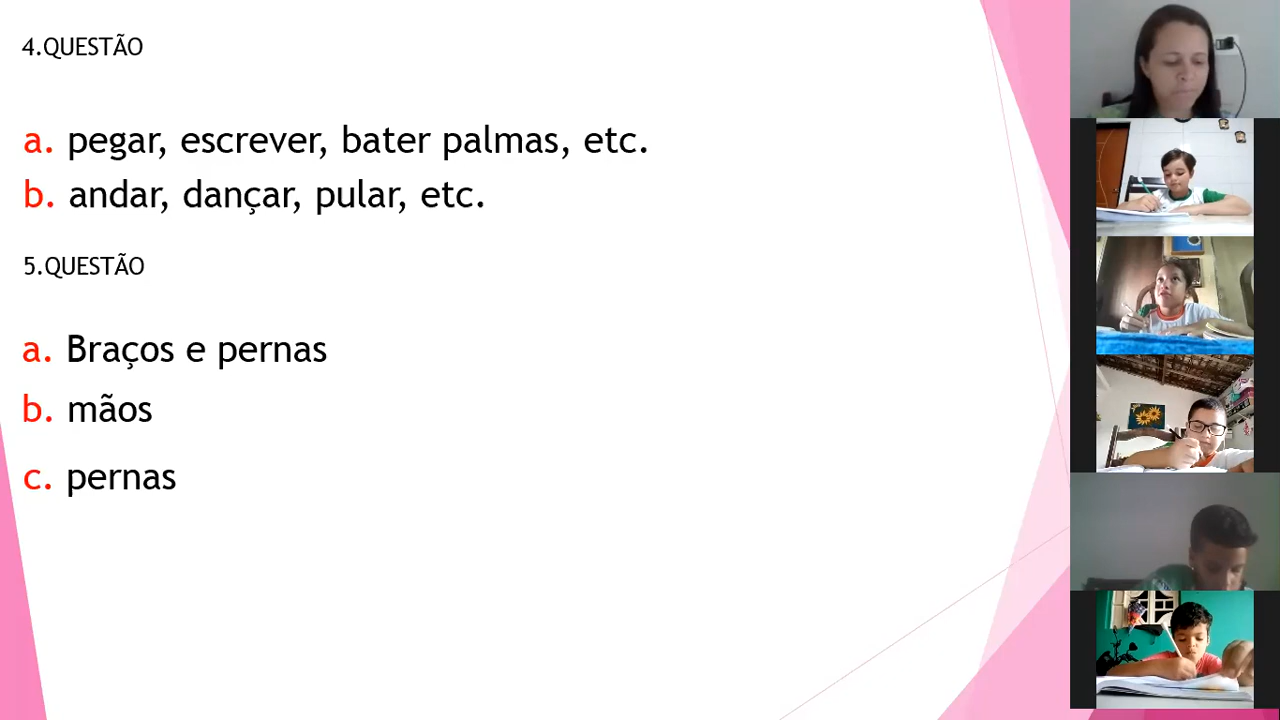 4.QUESTÃO
a. pegar, escrever, bater palmas, etc.
b. andar, dançar, pular, etc.
5.QUESTÃO
a. Braços e pernas
b. mãos
c. pernas